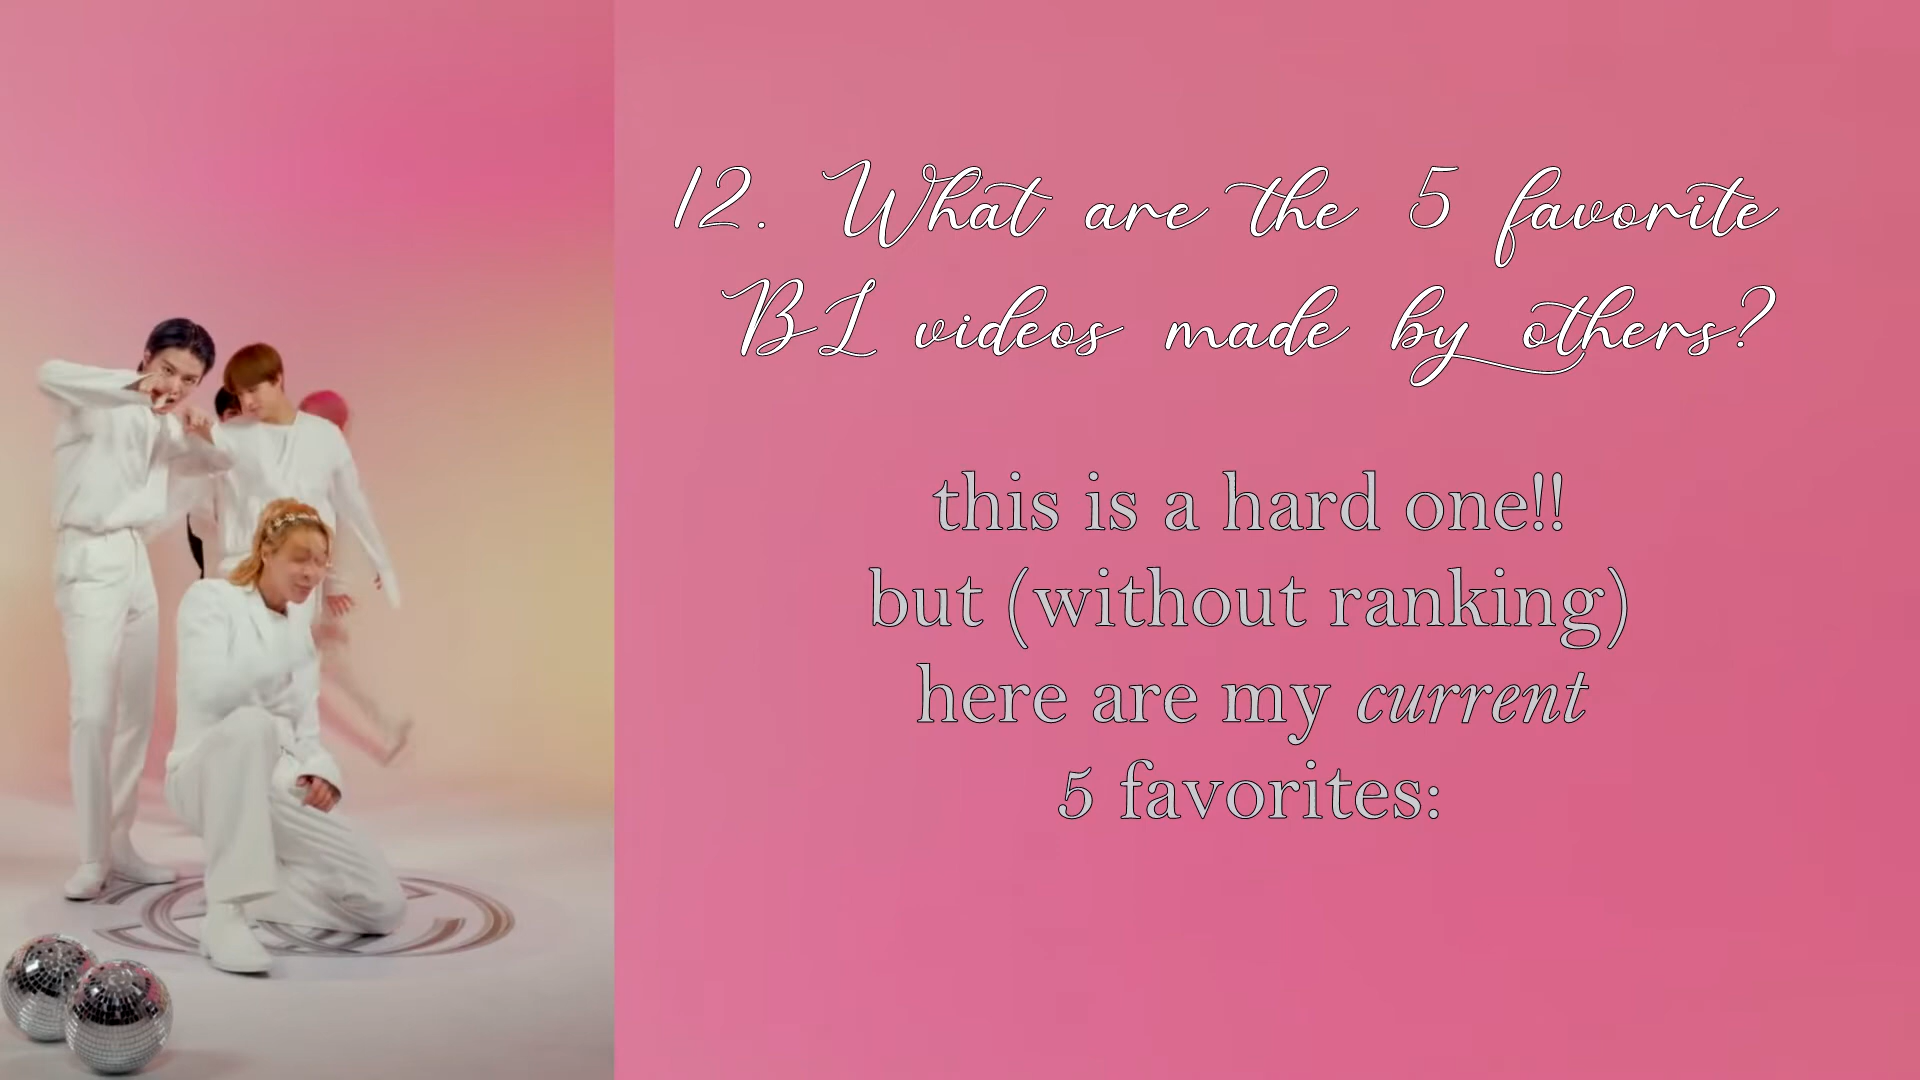 12. What are the 5 favorite
BL videos made by others?
this is a hard one!!
but (without ranking)
here are my current
5 favorites: